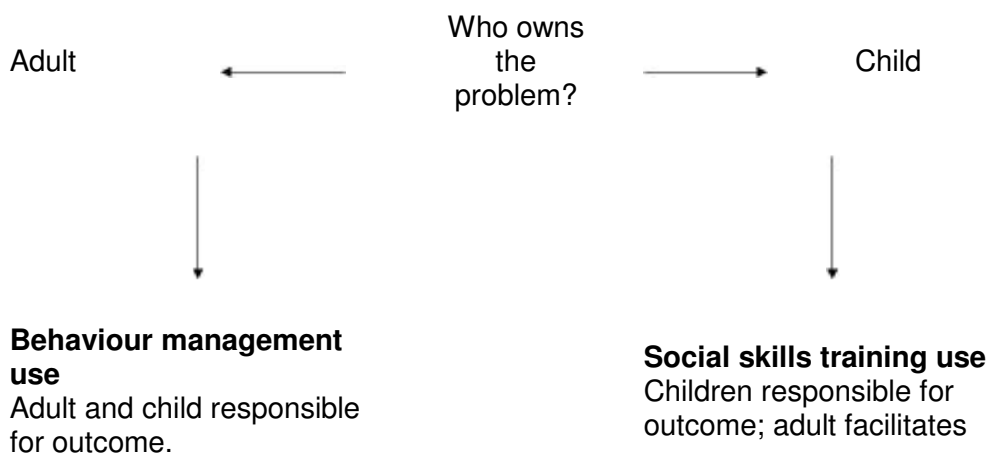 Who owns
the
problem?
Adult
Child
Behaviour management
use
Adult and child responsible
for outcome.
Social skills training use
Children responsible for
outcome; adult facilitates